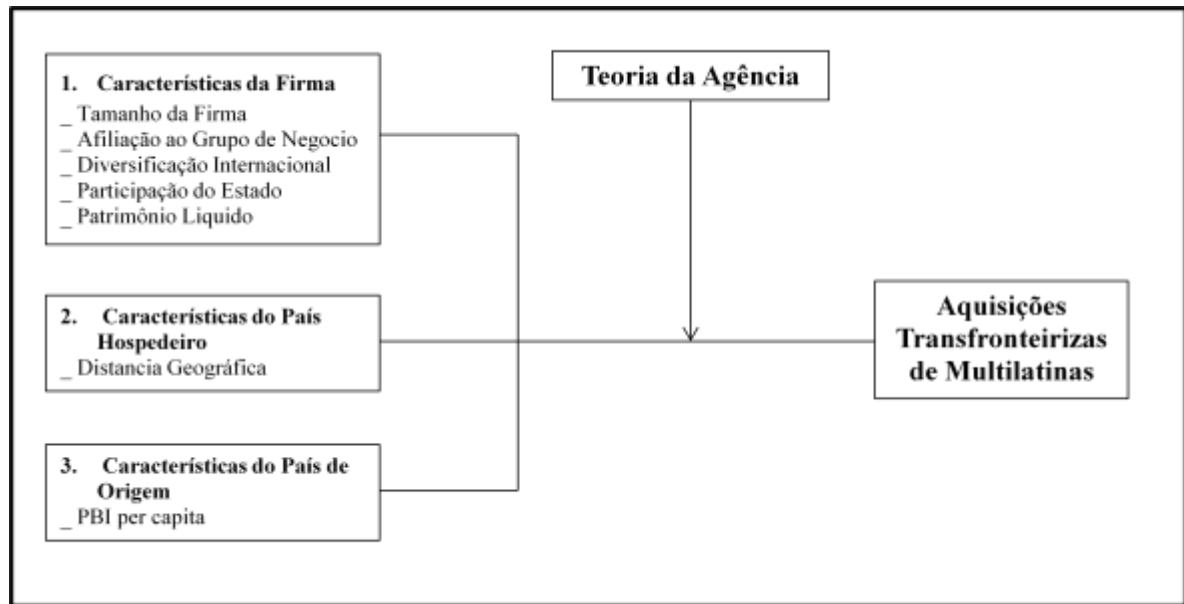 1. Características da Firma
_ Tamanho da Firma
_ Afiliação ao Grupo de Negocio
_ Diversificação Internacional
_ Participação do Estado
_ Patrimônio Liquido
Teoria da Agência
2. Características do País
Hospedeiro
_ Distancia Geográfica
Aquisições
Transfronteirizas
de Multilatinas
3. Características do País de
Origem
_ PBI per capita